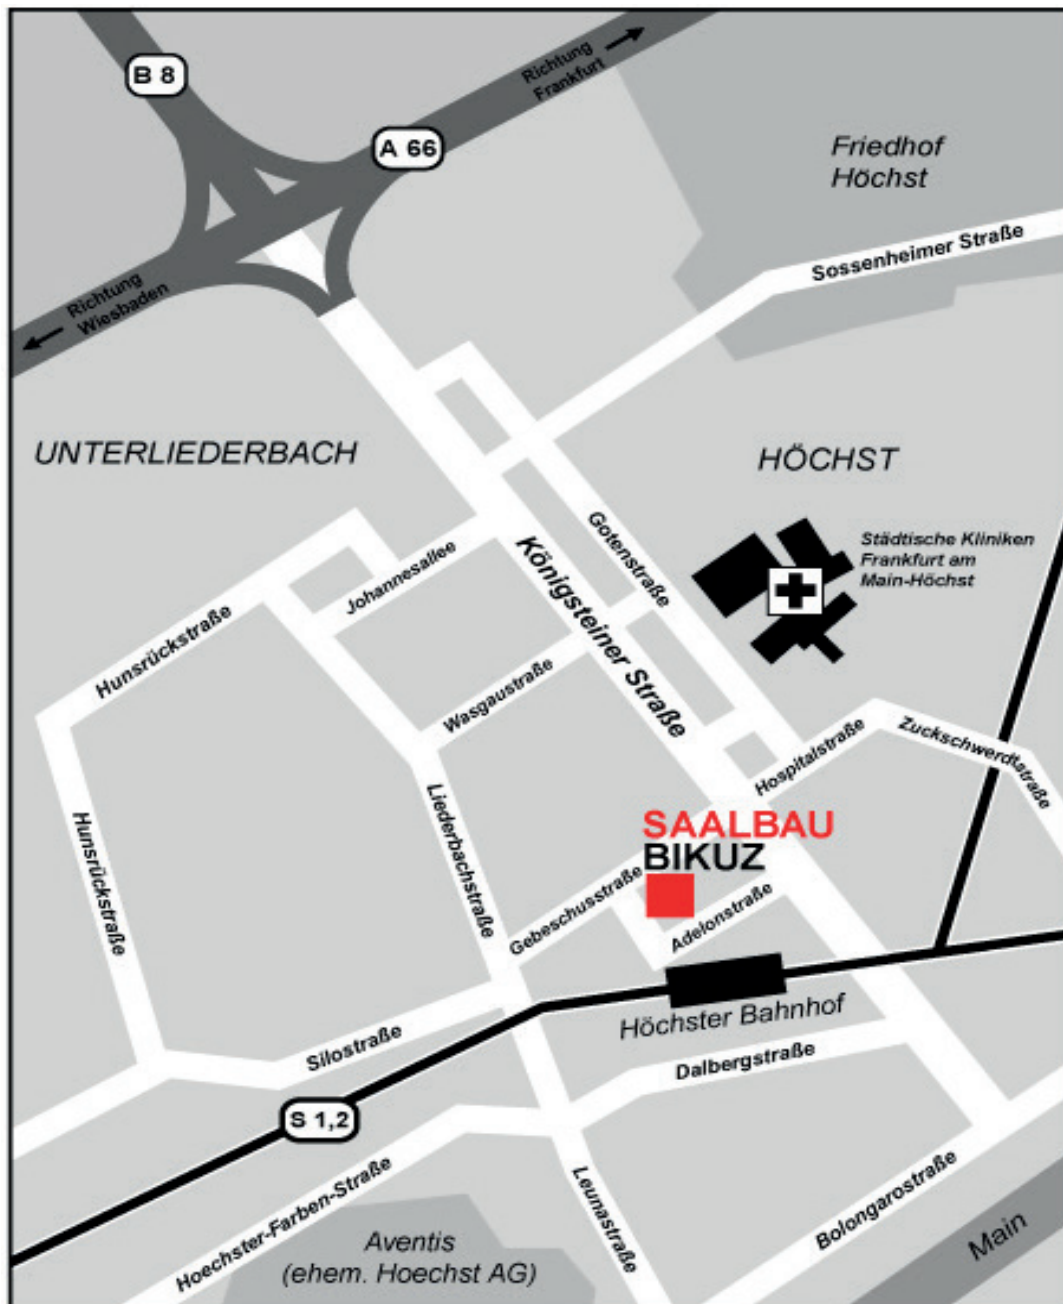 B 8
Richtung
Frankfurt
A 66
Friedhof
Höchst
Sossenheimer Straße
Richtung
Wiesbaden
UNTERLIEDERBACH
HÖCHST
Städtische Kliniken
Frankfurt am
Main-Höchst
Gotenstraße
Johannesallee
Königsteiner Straße
Hunsrückstraße
Wasgaustraße
Hospitalstraße
Zuckschwerdtstraße
Liederbachstraße
Hunsrückstraße
SAALBAU
BIKUZ
Gebeschusstraße
Adelonstraße
Höchster Bahnhof
Silostraße
Dalbergstraße
S 1,2
Hoechster-Farben-Straße
Leunastraße
Bolongarostraße
Main
Aventis
(ehem. Hoechst AG)